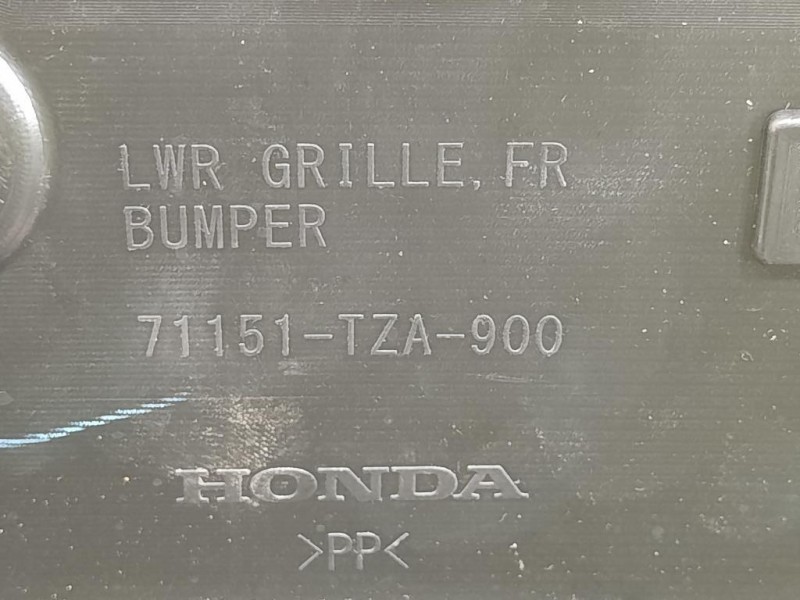 LWR GRILLE, FR
BUMPER
71151-TZA-900
HONDA
>PP<